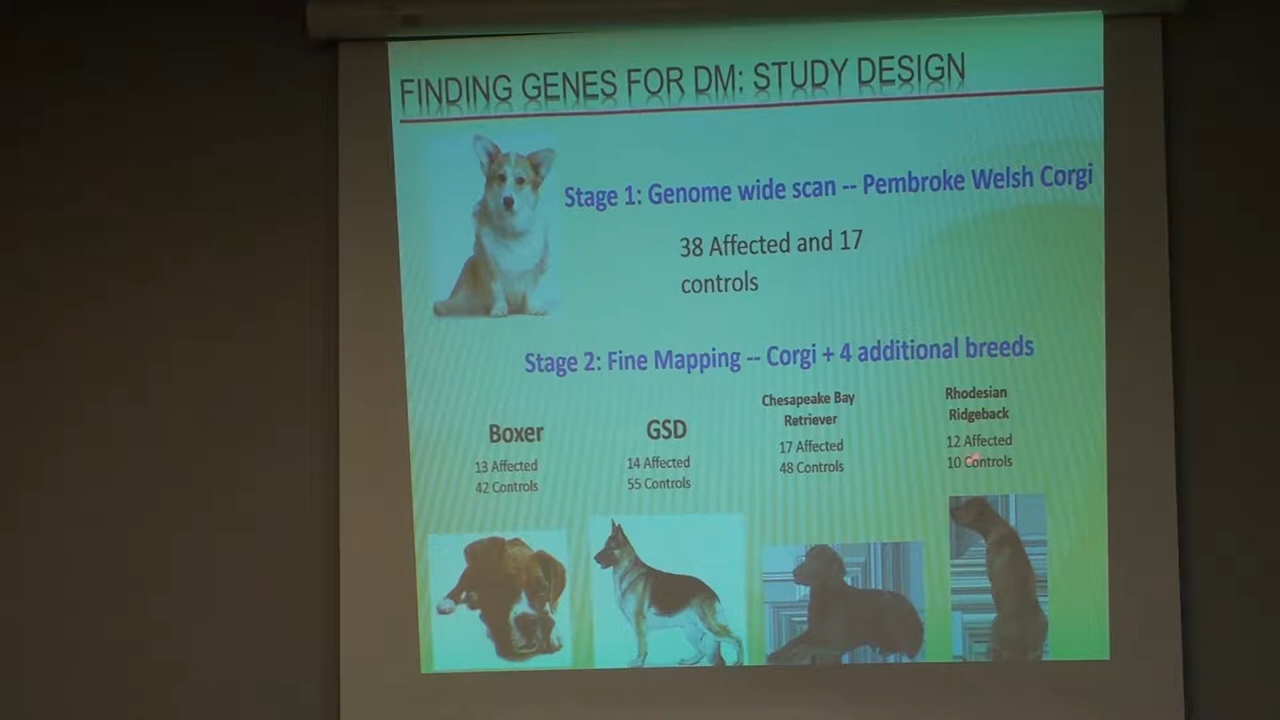 FINDING GENES FOR DM: STUDY DESIGN
Stage 1: Genome wide scan -- Pembroke Welsh Corgi
38 Affected and 17
controls
Stage 2: Fine Mapping -- Corgi + 4 additional breeds
Boxer
13 Affected
42 Controls
GSD
14 Affected
55 Controls
Chesapeake Bay
Retriever
17 Affected
48 Controls
Rhodesian
Ridgeback
12 Affected
10 Controls